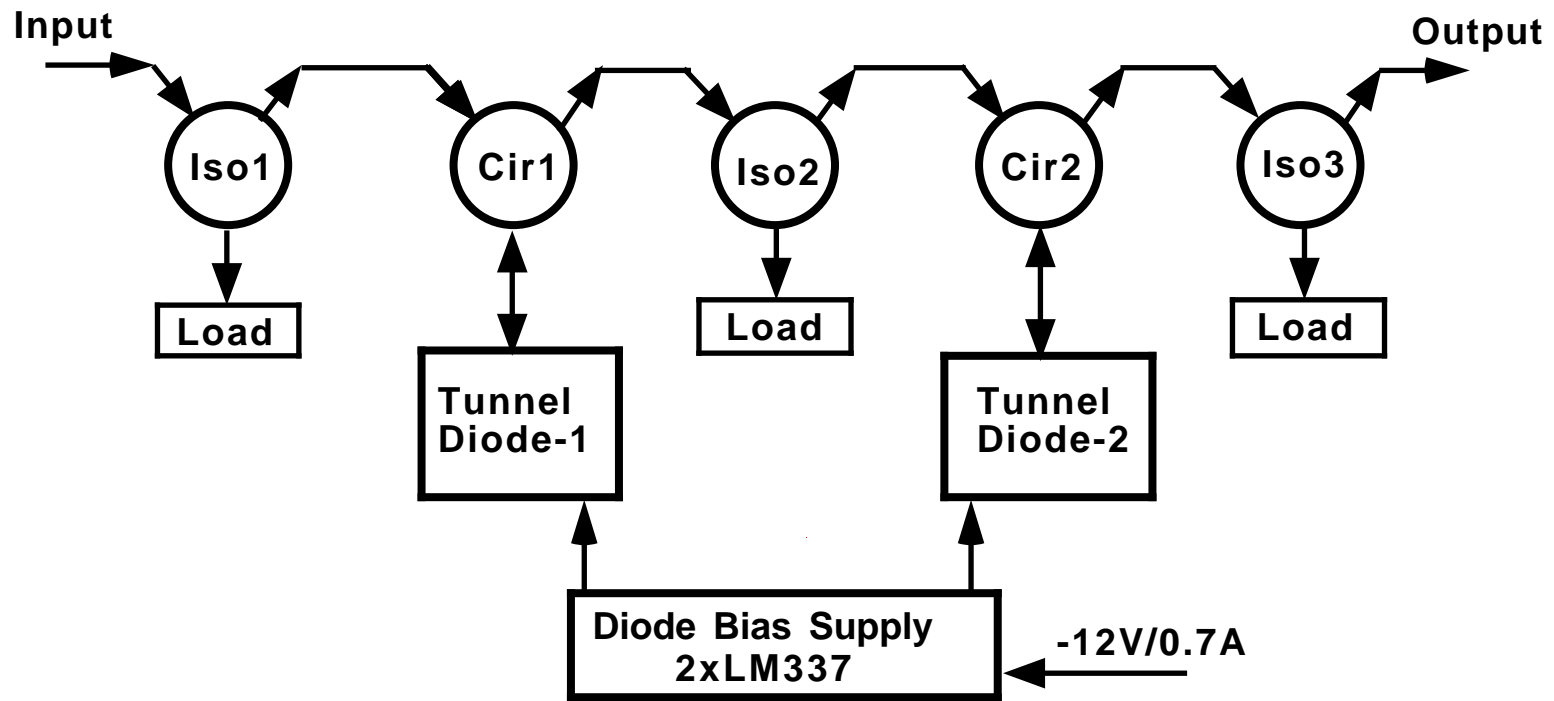 Input
Output
Iso1
Cir1
Iso2
Cir2
Iso3
Load
Load
Load
Tunnel
Diode-1
Tunnel
Diode-2
Diode Bias Supply
2xLM337
-12V/0.7A